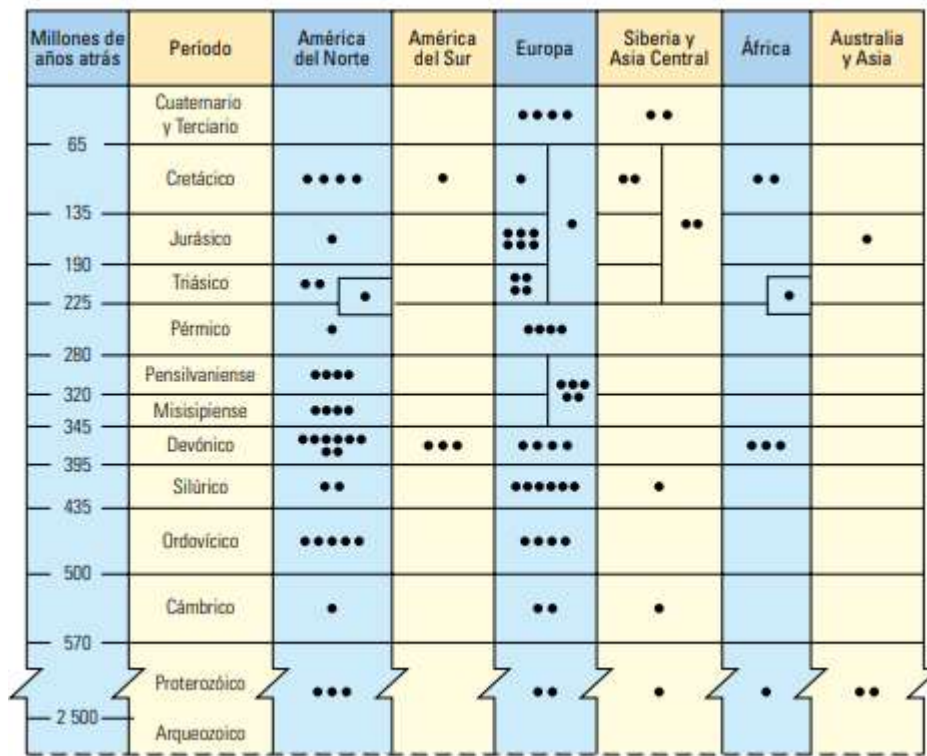 Millones de
años atrás
Período
América
del Norte
América
del Sur
Europa
Siberia y
Asia Central
África
Australia
y Asia
Cuaternario
y Terciario
65
Cretácico
135
Jurásico
190
Triásico
225
Pérmico
280
Pensilvaniense
320
Misisipiense
345
Devónico
395
Silúrico
435
Ordovícico
500
Cámbrico
570
Proterozóico
2 500
Arqueozoico